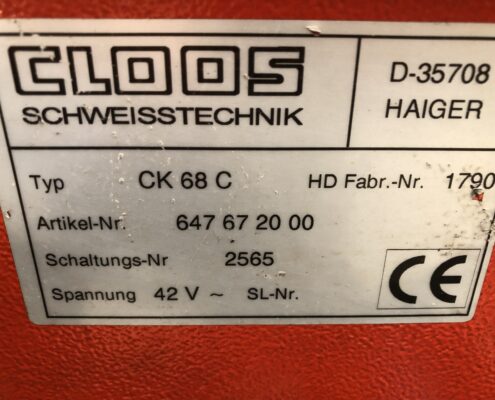 CLOOS
SCHWEISSTECHNIK
D-35708
HAIGER
Typ CK 68 C HD Fabr.-Nr. 1790
Artikel-Nr. 647 67 20 00
Schaltungs-Nr 2565
Spannung 42 V ~ SL-Nr.
CE